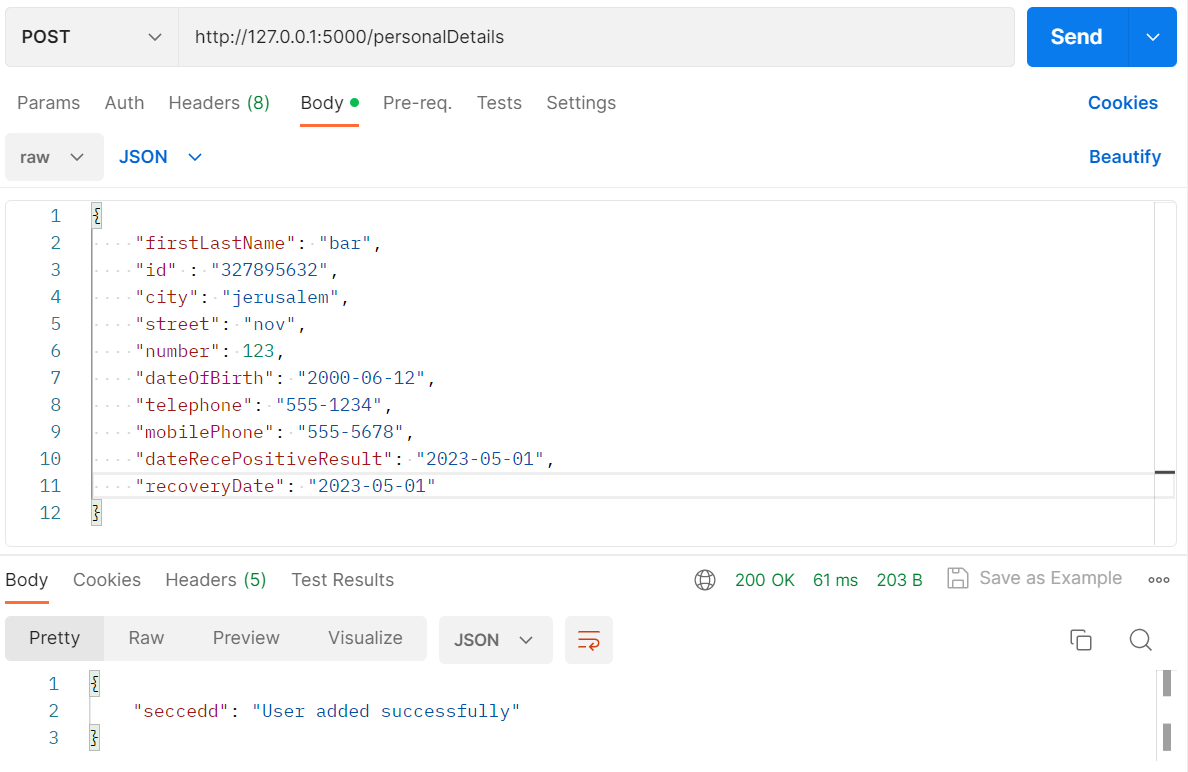 POST http://127.0.0.1:5000/personalDetails Send
Params Auth Headers (8) Body Pre-req. Tests Settings Cookies
raw JSON Beautify
1 {
2 "firstLastName": "bar",
3 "id" : "327895632",
4 "city": "jerusalem",
5 "street": "nov",
6 "number": 123,
7 "dateOfBirth": "2000-06-12",
8 "telephone": "555-1234",
9 "mobilePhone": "555-5678",
10 "dateRecePositiveResult": "2023-05-01",
11 "recoveryDate": "2023-05-01"
12 }
Body Cookies Headers (5) Test Results 200 OK 61 ms 203 B Save as Example
Pretty Raw Preview Visualize JSON
1 {
2 "seccedd": "User added successfully"
3 }